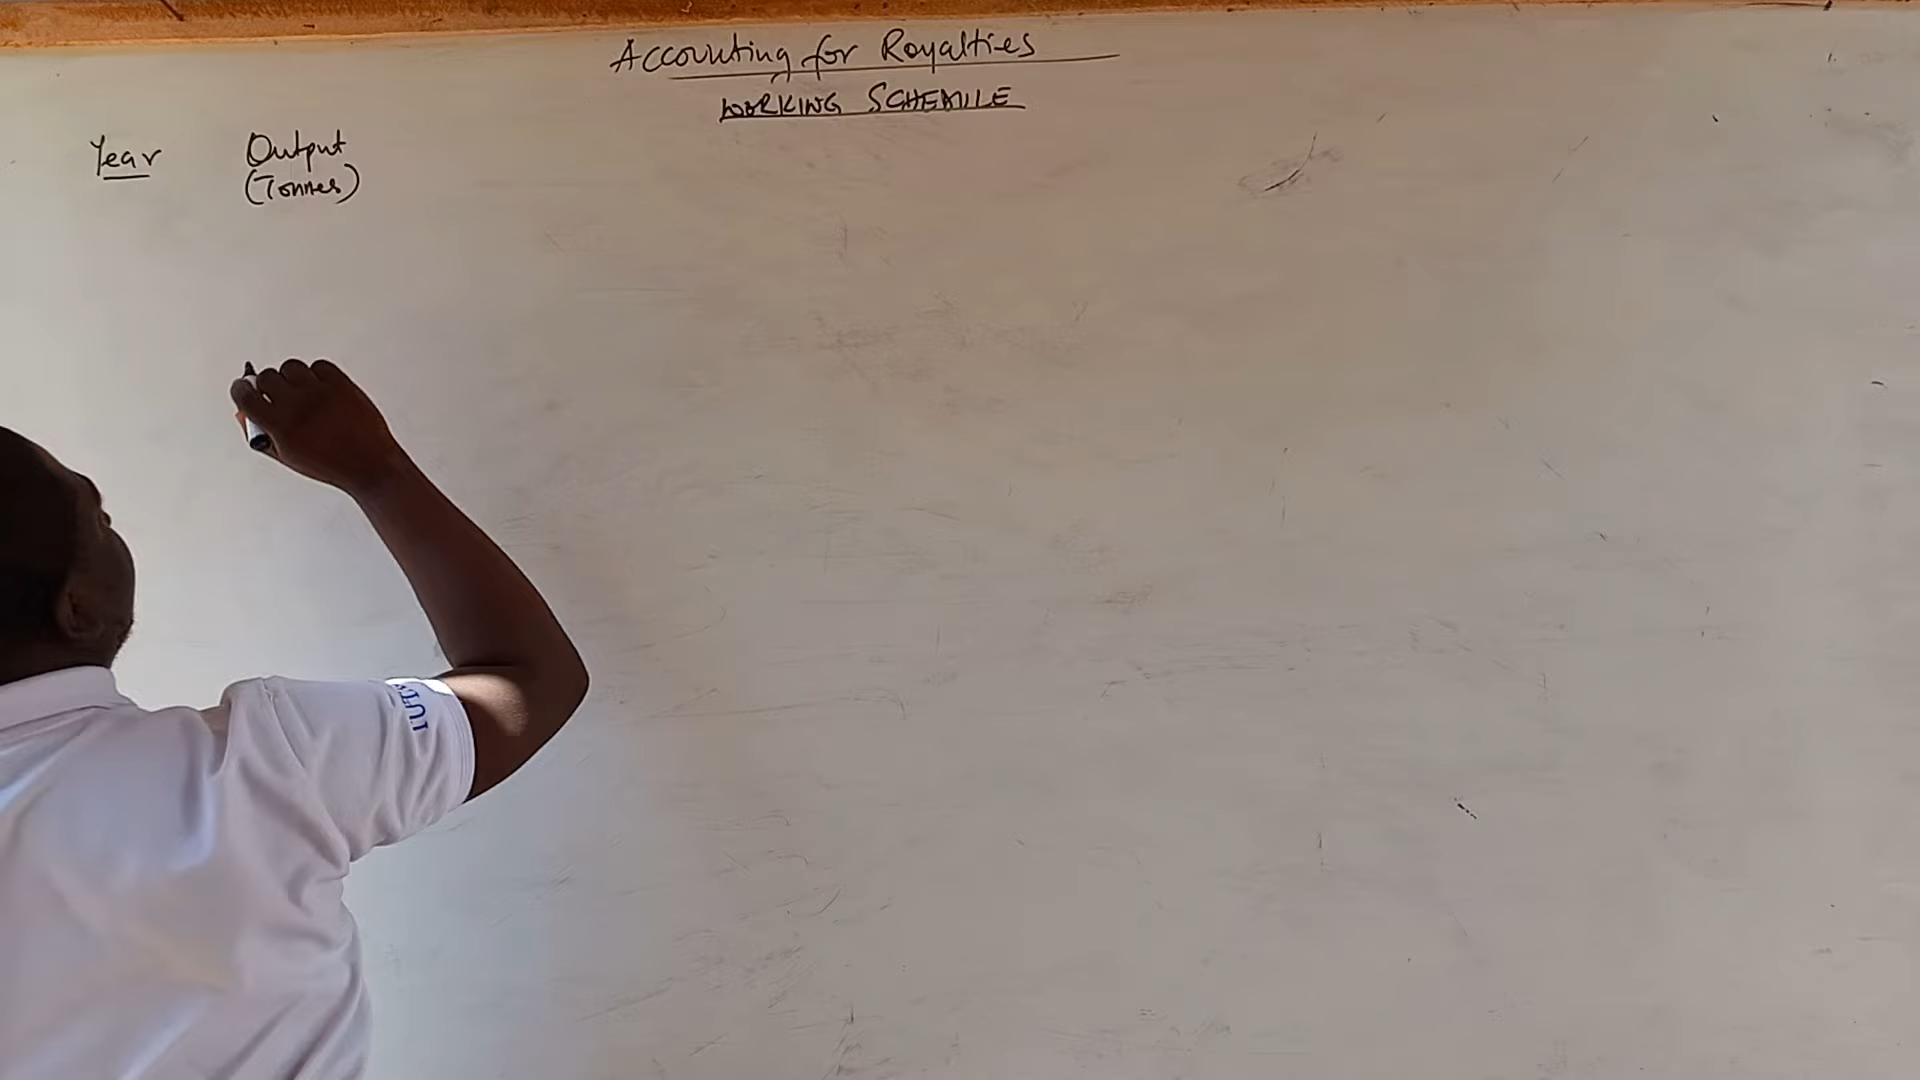 Accounting for Royalties
WORKING SCHEDULE
Year Output
(Tonnes)